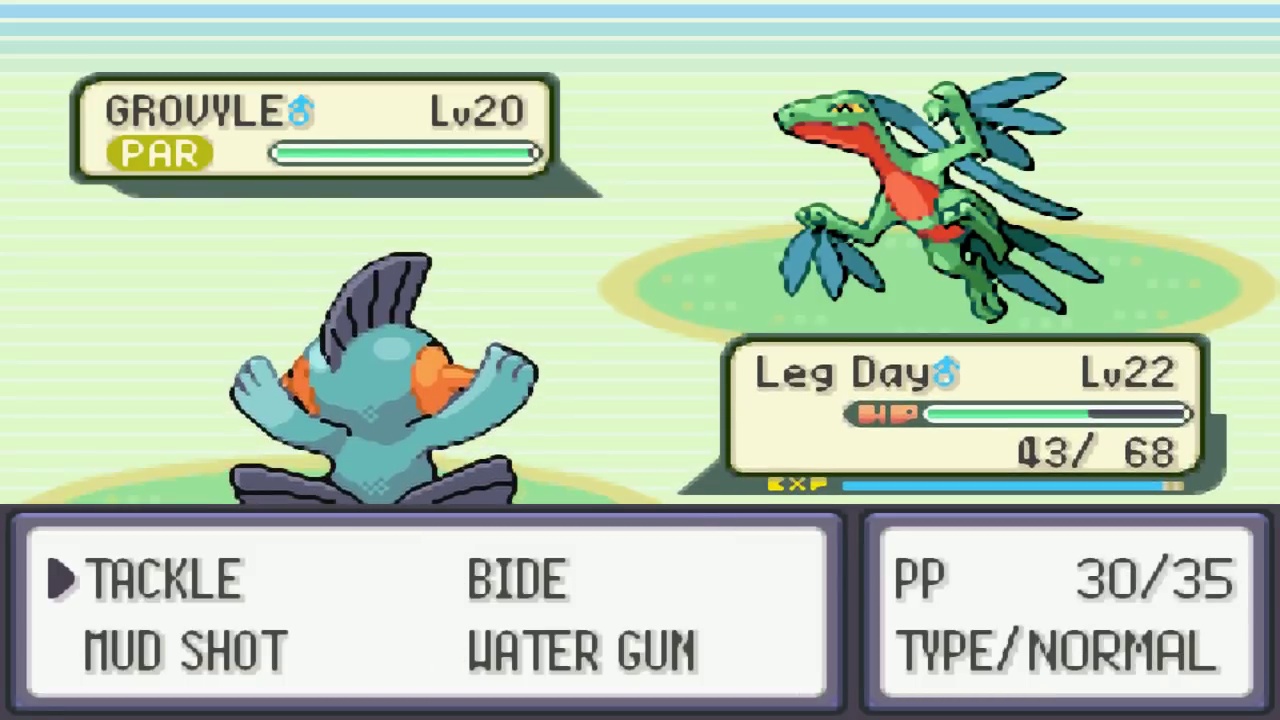 GROVYLE♂ Lv20
PAR
Leg Day♂ Lv22
HP
43/ 68
EXP
TACKLE BIDE
MUD SHOT WATER GUN
PP 30/35
TYPE/NORMAL